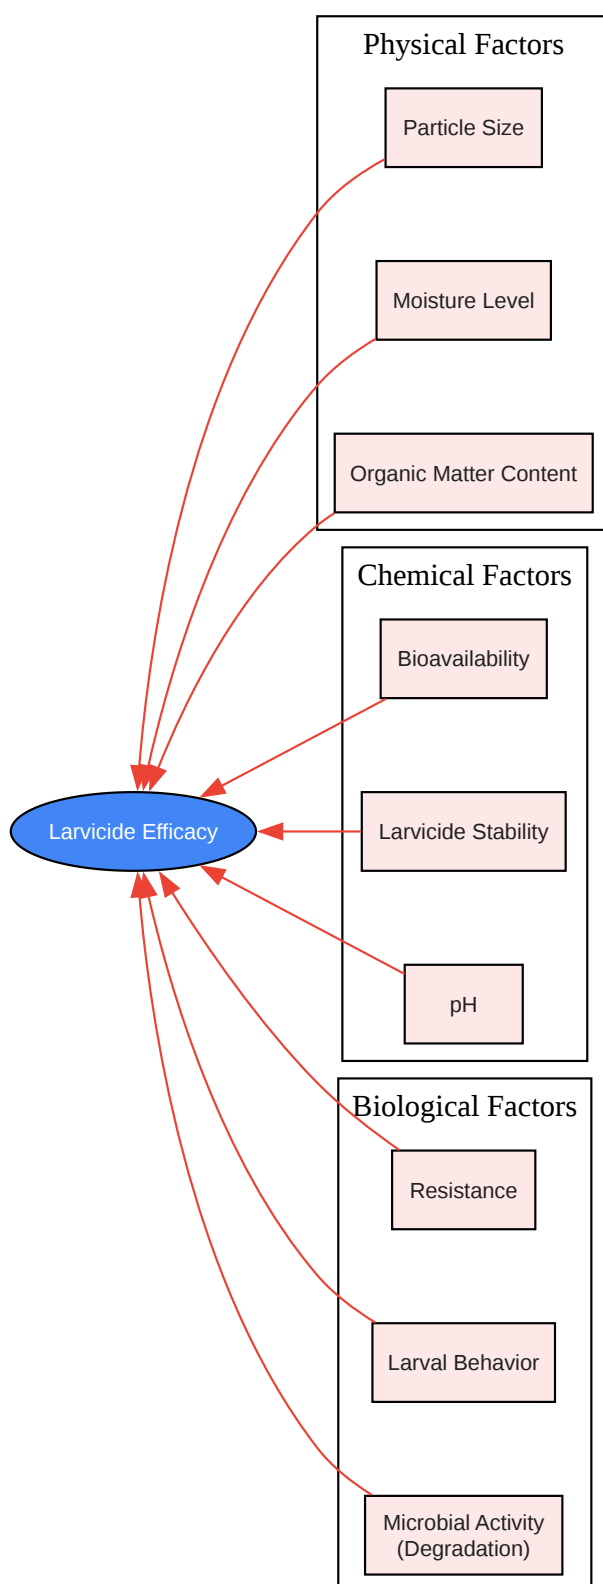 Physical Factors
Particle Size
Moisture Level
Organic Matter Content
Chemical Factors
Bioavailability
Larvicide Stability
Larvicide Efficacy
pH
Biological Factors
Resistance
Larval Behavior
Microbial Activity
(Degradation)